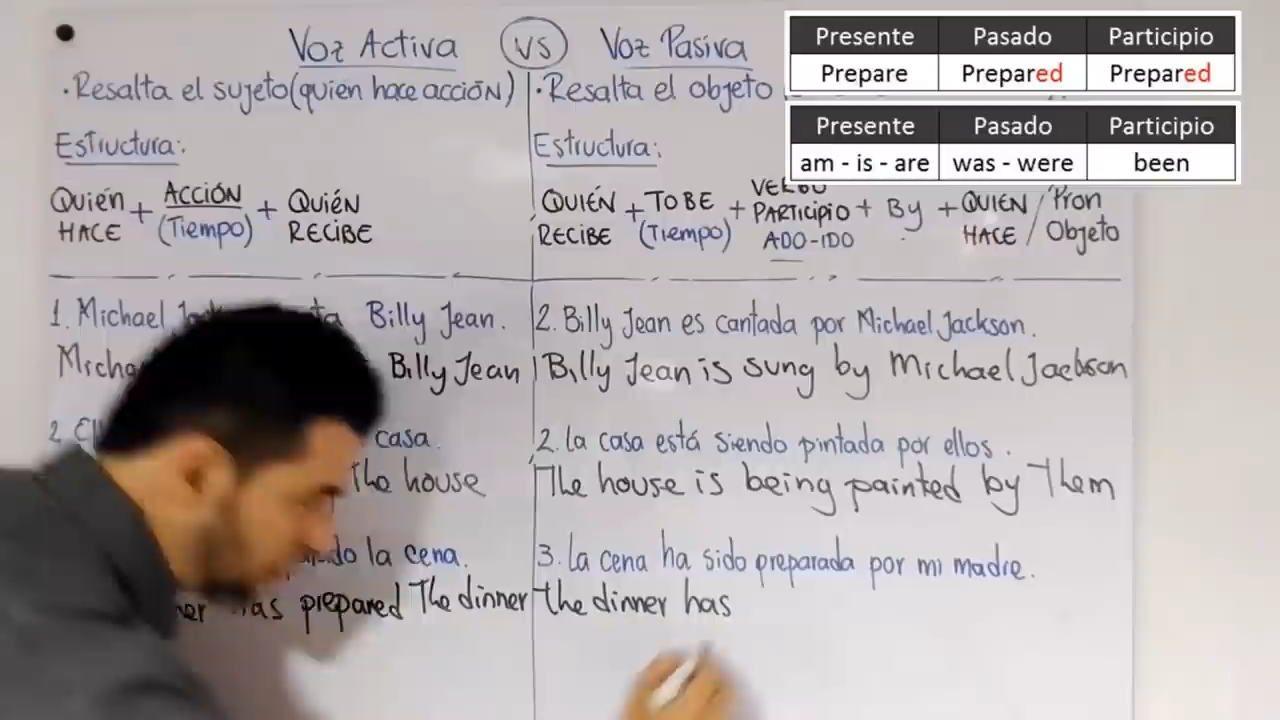 Voz Activa VS Voz Pasiva
· Resalta el sujeto (quien hace acción)
· Resalta el objeto
Presente Pasado Participio
Prepare Prepared Prepared
Presente Pasado Participio
am - is - are was - were been
Estructura:
Quién HACE + ACCIÓN (Tiempo) + Quién RECIBE
Estructura:
QUIÉN RECIBE + TO BE (Tiempo) + VERBO PARTICIPIO ADO-IDO + By + QUIEN HACE / Pron Objeto
1. Michael Billy Jean.
Billy Jean
2. Billy Jean es cantada por Michael Jackson.
Billy Jean is sung by Michael Jackson
2. casa.
The house
2. la casa está siendo pintada por ellos.
The house is being painted by Them
la cena.
has prepared The dinner
3. la cena ha sido preparada por mi madre.
the dinner has